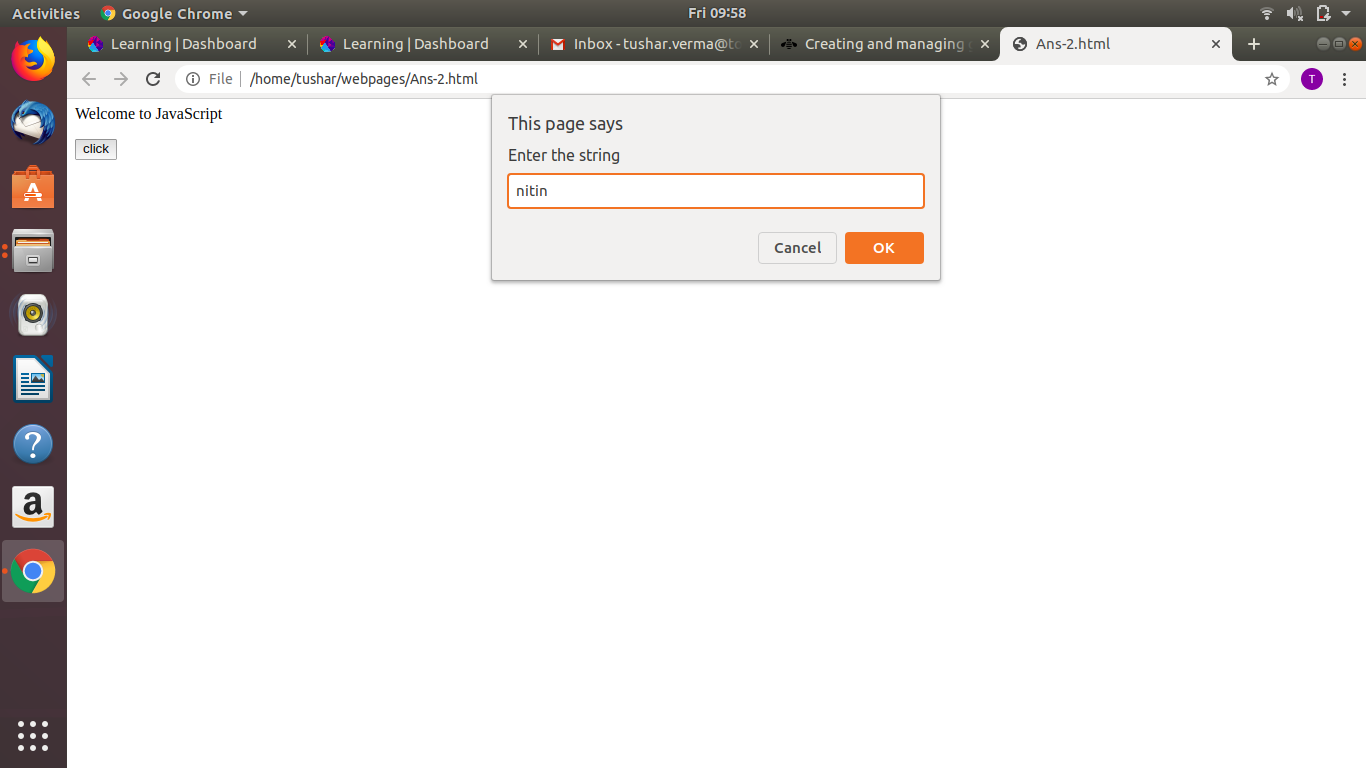 Activities
Google Chrome
Fri 09:58
Learning | Dashboard
Learning | Dashboard
Inbox - tushar.verma@to
Creating and managing
Ans-2.html
File
/home/tushar/webpages/Ans-2.html
T
Welcome to JavaScript
click
This page says
Enter the string
nitin
Cancel
OK